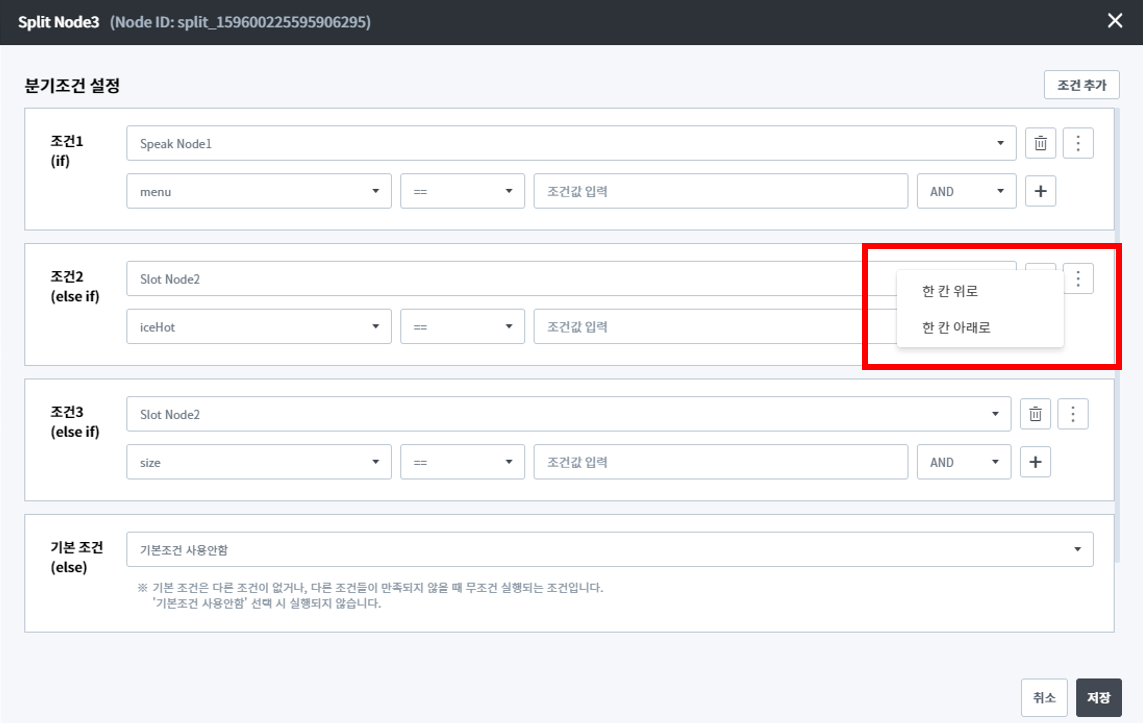 Split Node3 (Node ID: split_159600225595906295)
분기조건 설정
조건 추가
조건1
(if)
Speak Node1
menu
==
조건값 입력
AND
조건2
(else if)
Slot Node2
iceHot
==
조건값 입력
한 칸 위로
한 칸 아래로
조건3
(else if)
Slot Node2
size
==
조건값 입력
AND
기본 조건
(else)
기본조건 사용안함
※ 기본 조건은 다른 조건이 없거나, 다른 조건들이 만족되지 않을 때 무조건 실행되는 조건입니다.
'기본조건 사용안함' 선택 시 실행되지 않습니다.
취소
저장